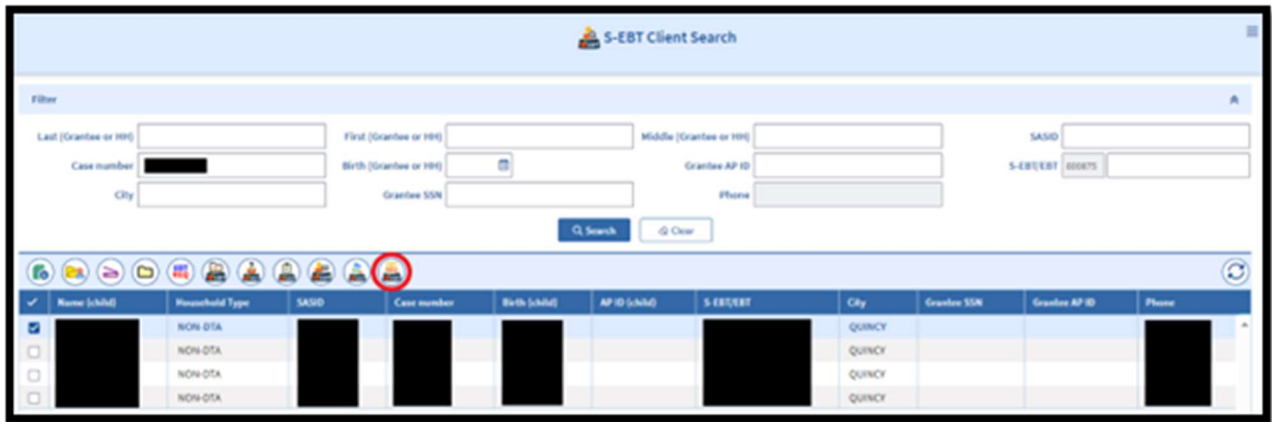 S-EBT Client Search
Filter
Last (Grantee or HH) First (Grantee or HH) Middle (Grantee or HH) SASID
Case number Birth (Grantee or HH) Grantee AP ID S-EBT/EBT 600875
City Grantee SSN Phone
Search Clear
Name (child) Household Type SASID Case number Birth (child) AP ID (child) S-EBT/EBT City Grantee SSN Grantee AP ID Phone
NON-DTA QUINCY
NON-DTA QUINCY
NON-DTA QUINCY
NON-DTA QUINCY